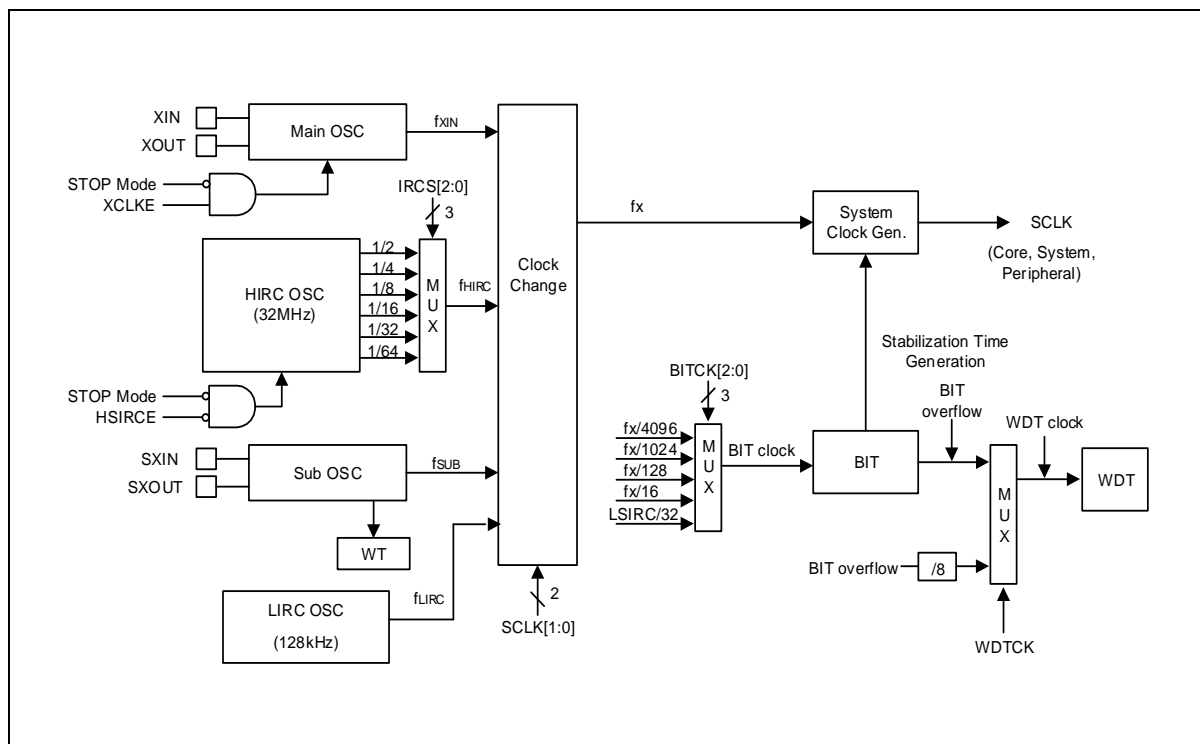 XIN
XOUT
Main OSC
fXIN
STOP Mode
XCLKE
IRCS[2:0]
3
HIRC OSC
(32MHz)
1/2
1/4
1/8
1/16
1/32
1/64
MUX
fHIRC
Clock
Change
STOP Mode
HSIRCE
SXIN
SXOUT
Sub OSC
fSUB
WT
LIRC OSC
(128kHz)
fLIRC
2
SCLK[1:0]
fx
System
Clock Gen.
SCLK
(Core, System,
Peripheral)
Stabilization Time
Generation
BITCK[2:0]
3
fx/4096
fx/1024
fx/128
fx/16
LSIRC/32
MUX
BIT clock
BIT
BIT
overflow
WDT clock
MUX
WDT
BIT overflow
/8
WDTCK